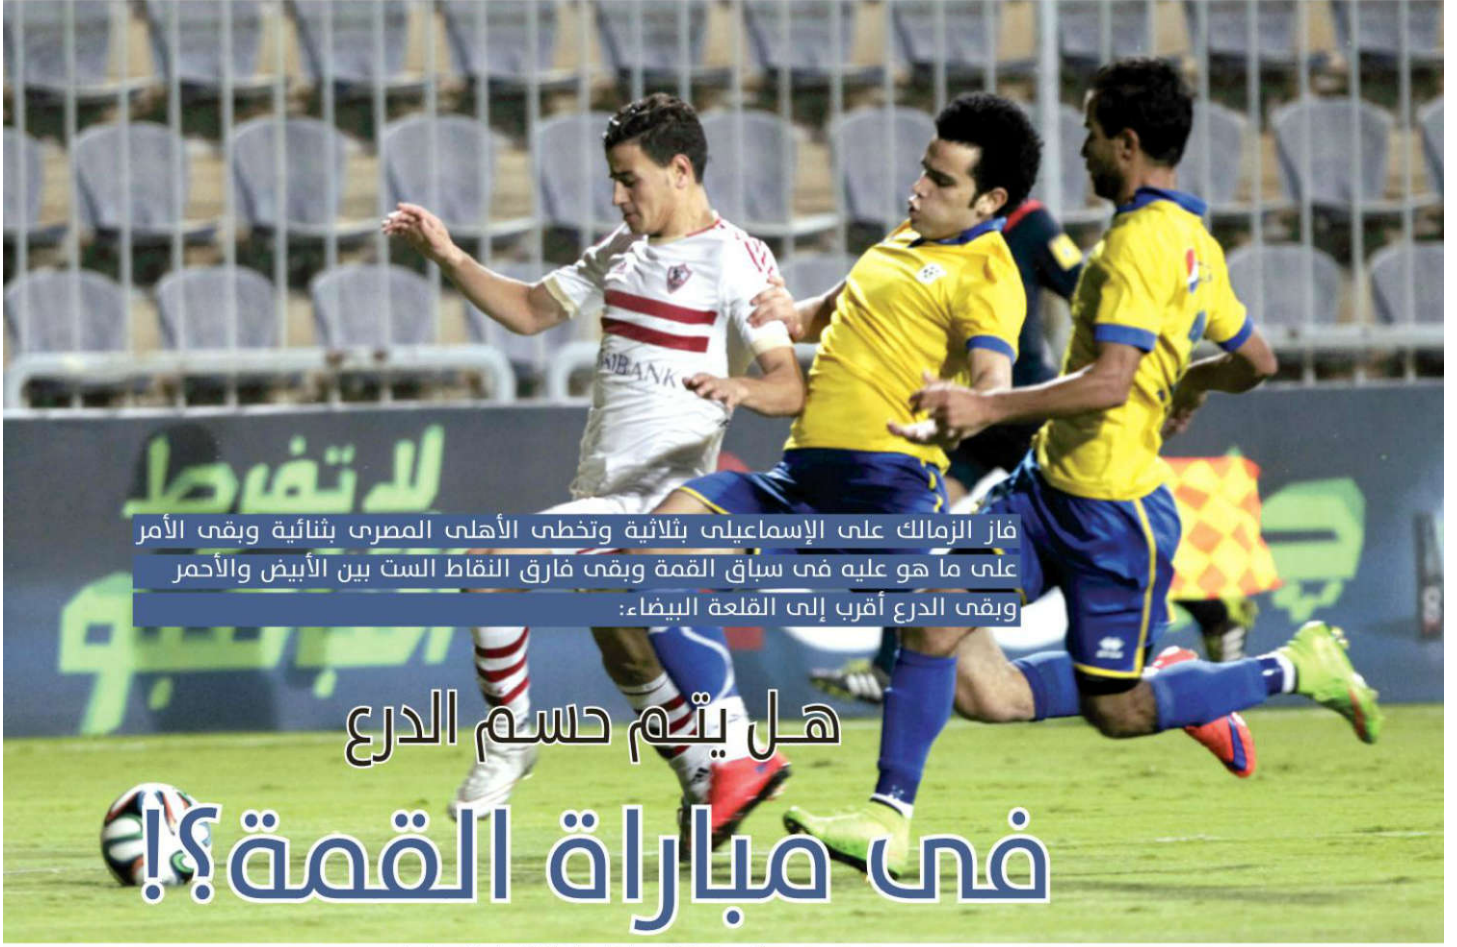 لا تفرط
فاز الزمالك على الإسماعيلى بثلاثية وتخطى الأهلى المصرى بثنائية وبقى الأمر
على ما هو عليه فى سباق القمة وبقى فارق النقاط الست بين الأبيض والأحمر
وبقى الدرع أقرب إلى القلعة البيضاء:
هل يتم حسم الدرع
فى مباراة القمة؟!